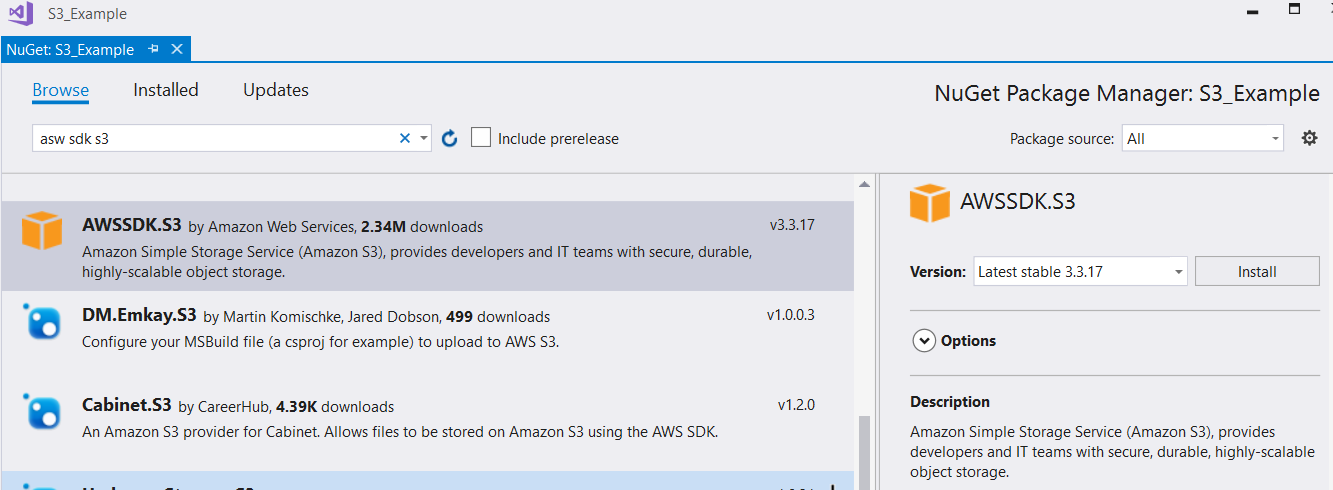 S3_Example
NuGet: S3_Example
Browse Installed Updates
NuGet Package Manager: S3_Example
asw sdk s3
Include prerelease
Package source: All
AWSSDK.S3 by Amazon Web Services, 2.34M downloads v3.3.17
Amazon Simple Storage Service (Amazon S3), provides developers and IT teams with secure, durable,
highly-scalable object storage.
DM.Emkay.S3 by Martin Komischke, Jared Dobson, 499 downloads v1.0.0.3
Configure your MSBuild file (a csproj for example) to upload to AWS S3.
Cabinet.S3 by CareerHub, 4.39K downloads v1.2.0
An Amazon S3 provider for Cabinet. Allows files to be stored on Amazon S3 using the AWS SDK.
AWSSDK.S3
Version: Latest stable 3.3.17 Install
Options
Description
Amazon Simple Storage Service (Amazon S3), provides
developers and IT teams with secure, durable, highly-scalable
object storage.